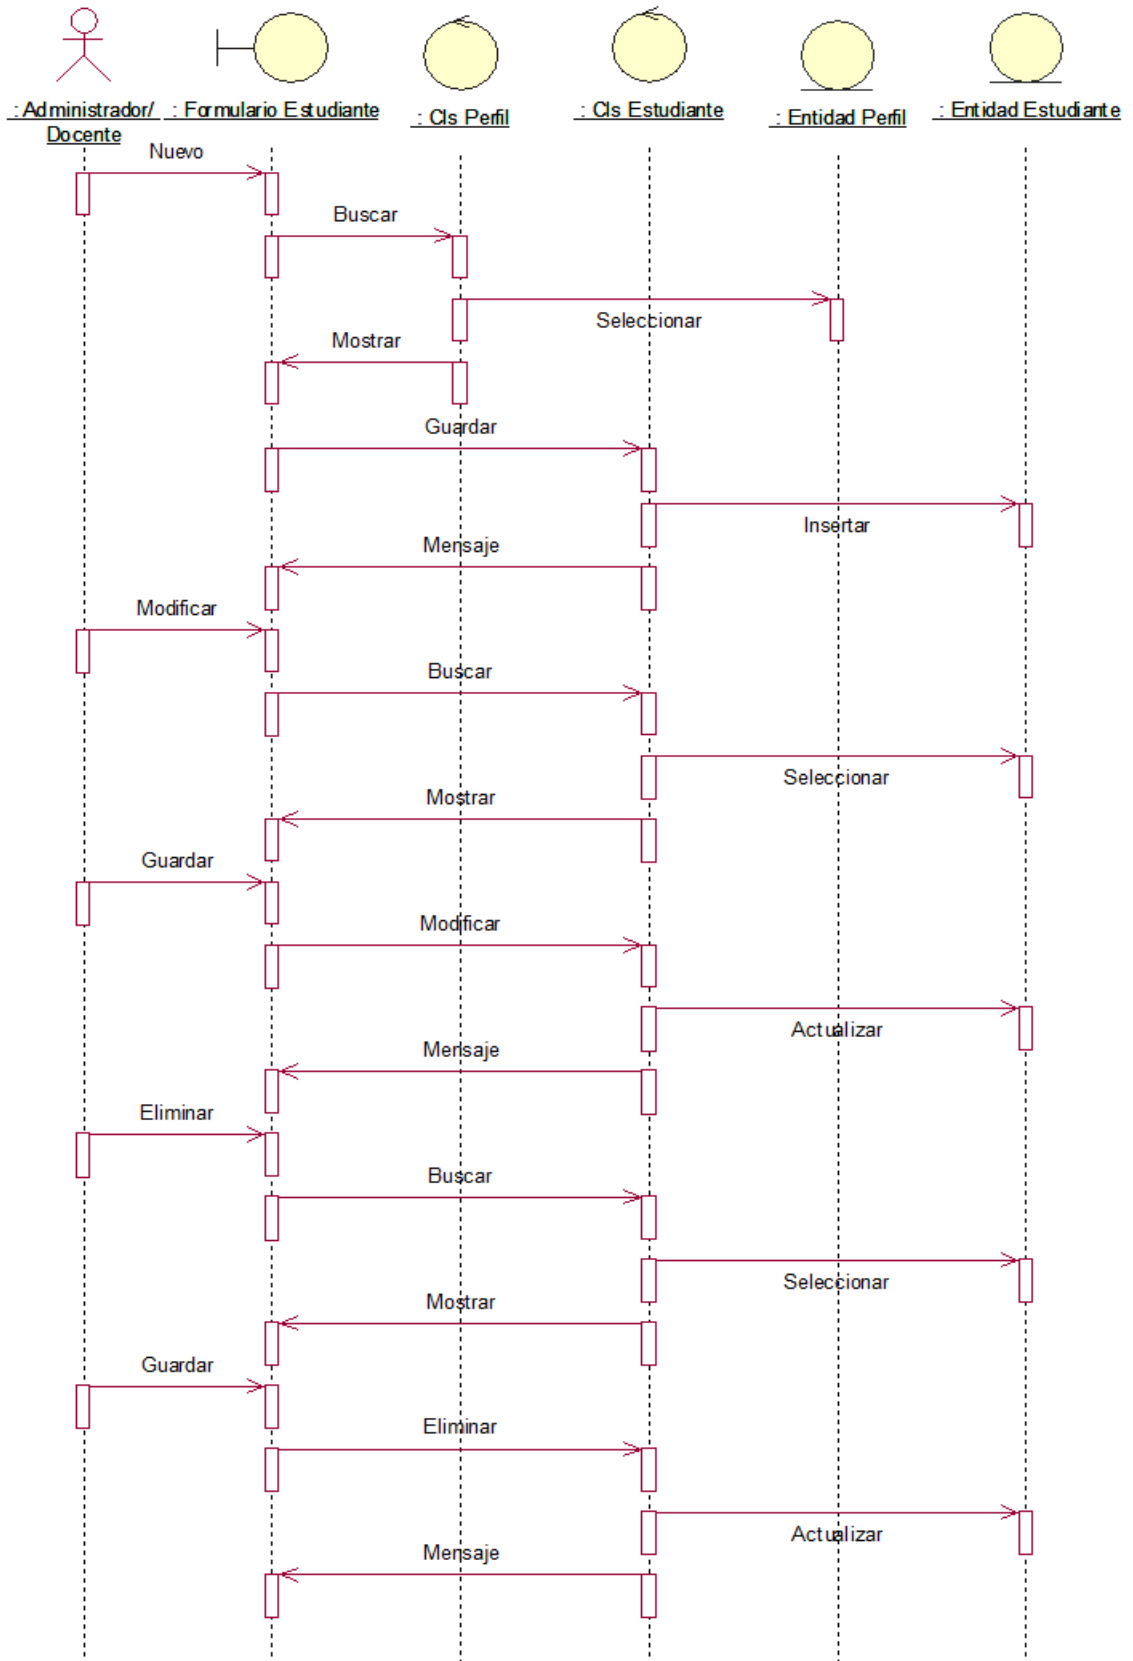 : Administrador/
Docente
: Formulario Estudiante
: Cls Perfil
: Cls Estudiante
: Entidad Perfil
: Entidad Estudiante
Nuevo
Buscar
Seleccionar
Mostrar
Guardar
Insertar
Mensaje
Modificar
Buscar
Seleccionar
Mostrar
Guardar
Modificar
Actualizar
Mensaje
Eliminar
Buscar
Seleccionar
Mostrar
Guardar
Eliminar
Actualizar
Mensaje